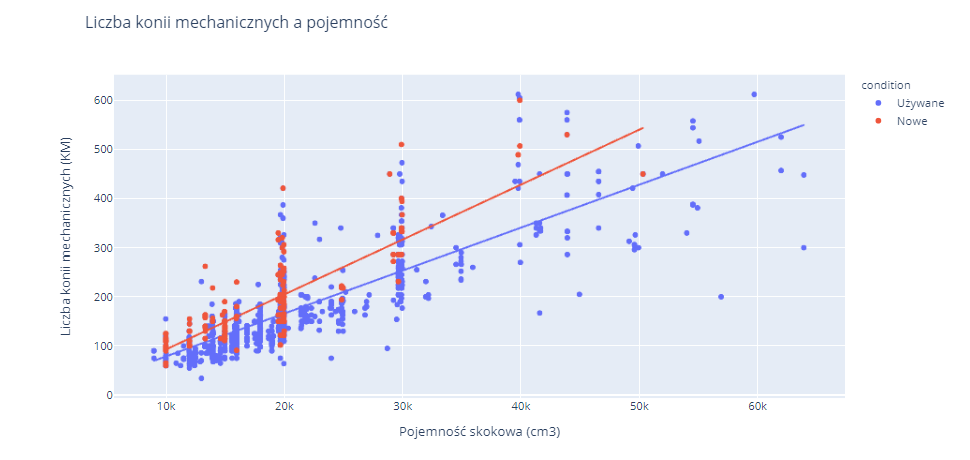 Liczba konii mechanicznych a pojemność
condition
Używane
Nowe
Liczba konii mechanicznych (KM)
600
500
400
300
200
100
0
10k
20k
30k
40k
50k
60k
Pojemność skokowa (cm3)